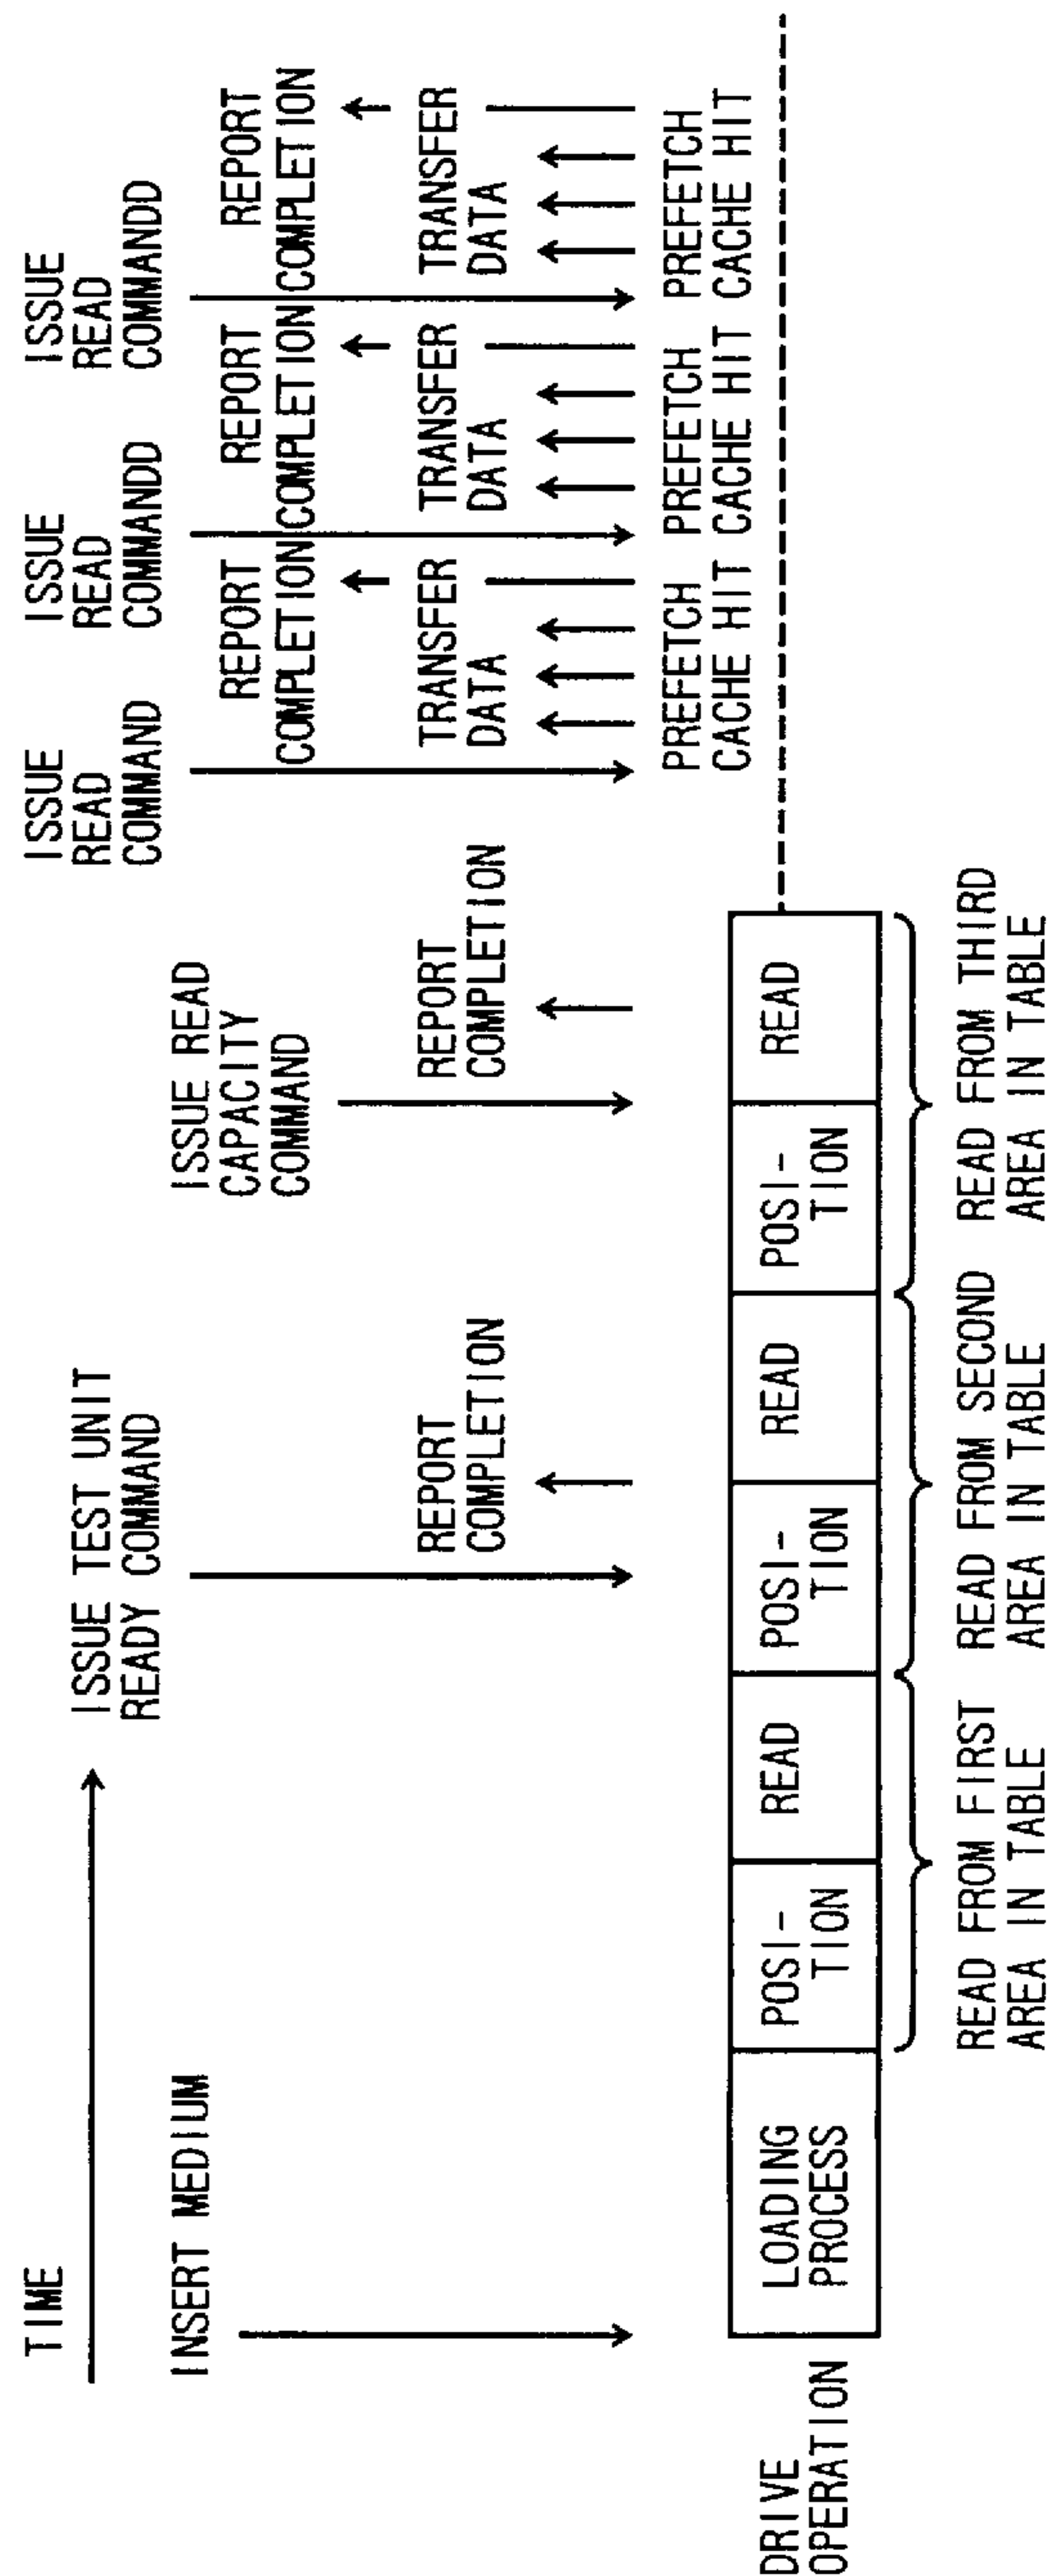 TIME
INSERT MEDIUM
ISSUE TEST UNIT
READY COMMAND
REPORT
COMPLETION
ISSUE READ
CAPACITY
COMMAND
REPORT
COMPLETION
ISSUE
READ
COMMAND
REPORT
COMPLETION
TRANSFER
DATA
PREFETCH
CACHE HIT
ISSUE
READ
COMMANDD
REPORT
COMPLETION
TRANSFER
DATA
PREFETCH
CACHE HIT
ISSUE
READ
COMMANDD
REPORT
COMPLETION
TRANSFER
DATA
PREFETCH
CACHE HIT
DRIVE
OPERATION
LOADING
PROCESS
POSI-
TION
READ
POSI-
TION
READ
POSI-
TION
READ
READ FROM FIRST
AREA IN TABLE
READ FROM SECOND
AREA IN TABLE
READ FROM THIRD
AREA IN TABLE